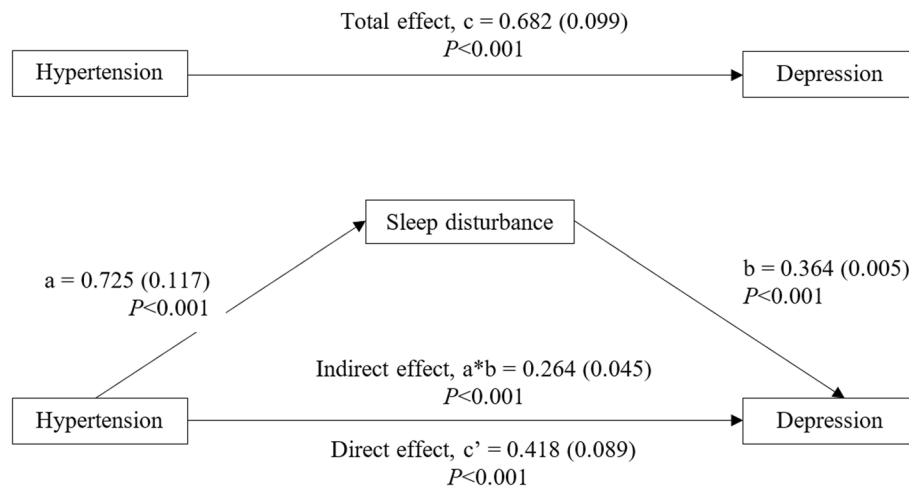 Total effect, c = 0.682 (0.099)
P<0.001
Hypertension
Depression
Sleep disturbance
a = 0.725 (0.117)
P<0.001
b = 0.364 (0.005)
P<0.001
Indirect effect, a*b = 0.264 (0.045)
P<0.001
Hypertension
Depression
Direct effect, c’ = 0.418 (0.089)
P<0.001